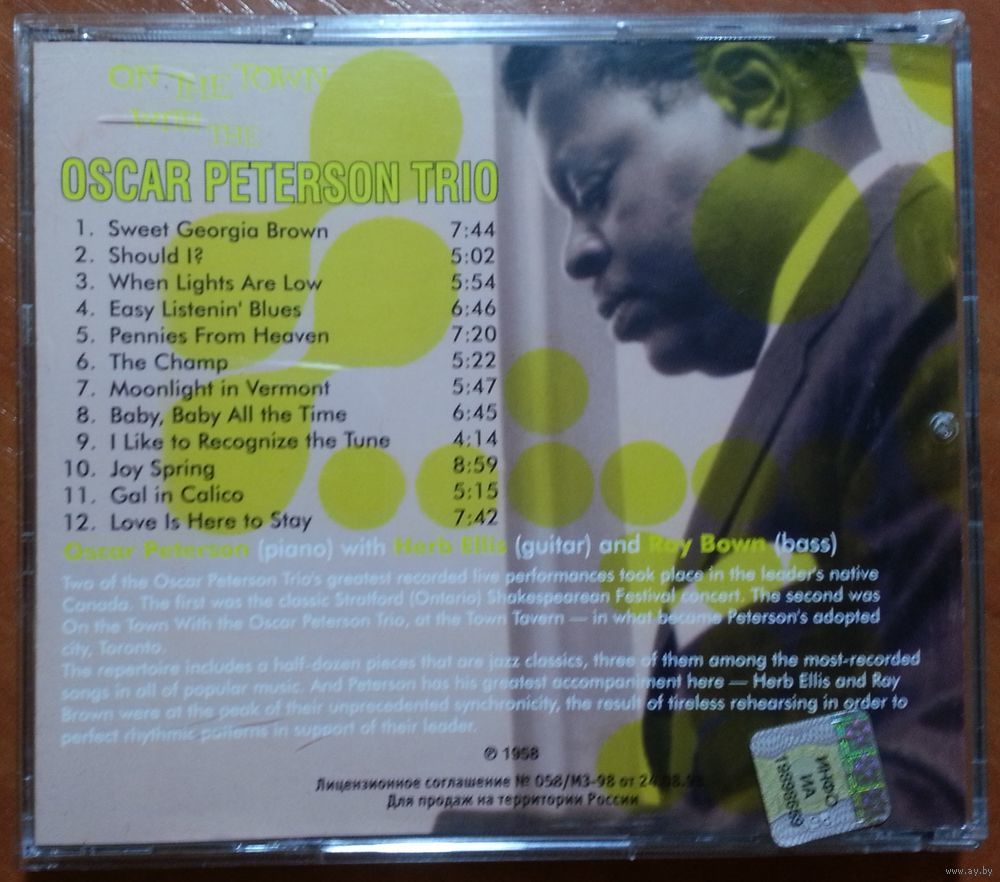 ON THE TOWN
WITH THE
OSCAR PETERSON TRIO
1. Sweet Georgia Brown 7:44
2. Should I? 5:02
3. When Lights Are Low 5:54
4. Easy Listenin' Blues 6:46
5. Pennies From Heaven 7:20
6. The Champ 5:22
7. Moonlight in Vermont 5:47
8. Baby, Baby All the Time 6:45
9. I Like to Recognize the Tune 4:14
10. Joy Spring 8:59
11. Gal in Calico 5:15
12. Love Is Here to Stay 7:42
Oscar Peterson (piano) with Herb Ellis (guitar) and Roy Bown (bass)
Two of the Oscar Peterson Trio's greatest recorded live performances took place in the leader's native
Canada. The first was the classic Stratford (Ontario) Shakespearean Festival concert. The second was
On the Town With the Oscar Peterson Trio, at the Town Tavern — in what became Peterson's adopted
city, Toronto.
The repertoire includes a half-dozen pieces that are jazz classics, three of them among the most-recorded
songs in all of popular music. And Peterson has his greatest accompaniment here — Herb Ellis and Ray
Brown were at the peak of their unprecedented synchronicity, the result of tireless rehearsing in order to
perfect rhythmic patterns in support of their leader.
℗ 1958
Лицензионное соглашение № 058/МЗ-98 от 24.08.
Для продаж на территории России
ИНФО
ИА
www.ay.by